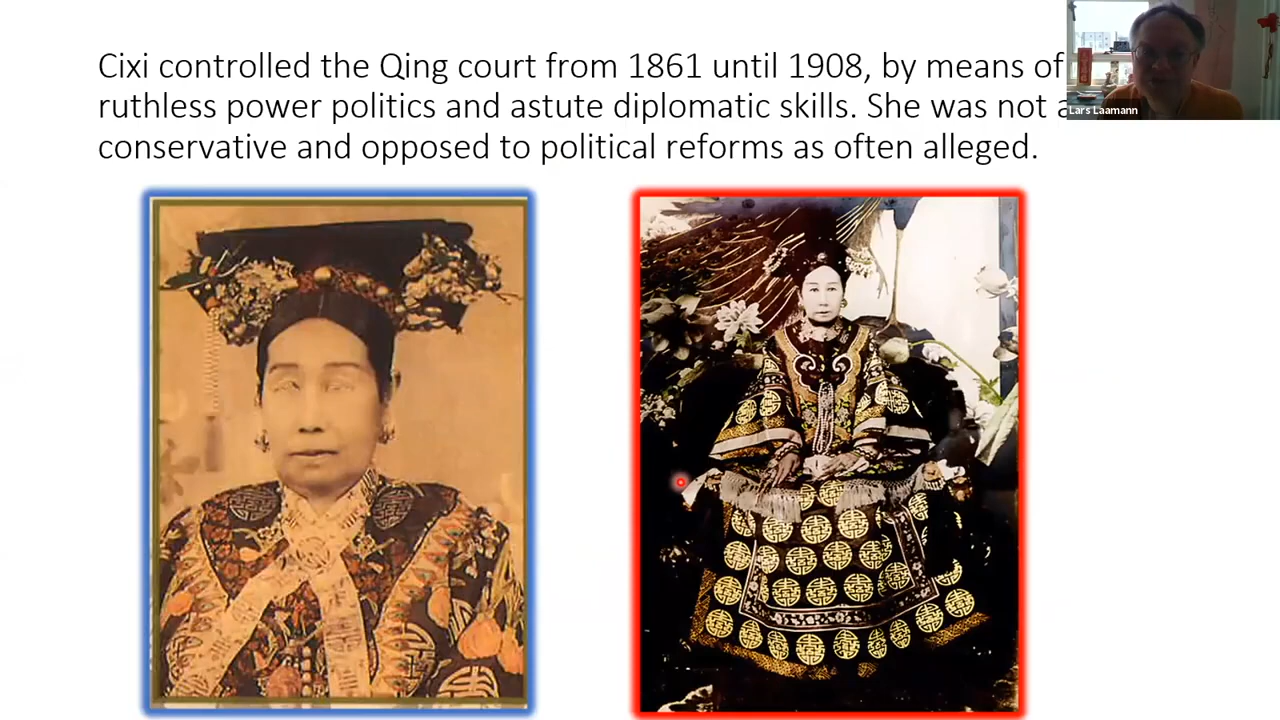 Cixi controlled the Qing court from 1861 until 1908, by means of
ruthless power politics and astute diplomatic skills. She was not a
conservative and opposed to political reforms as often alleged.
Lars Laamann